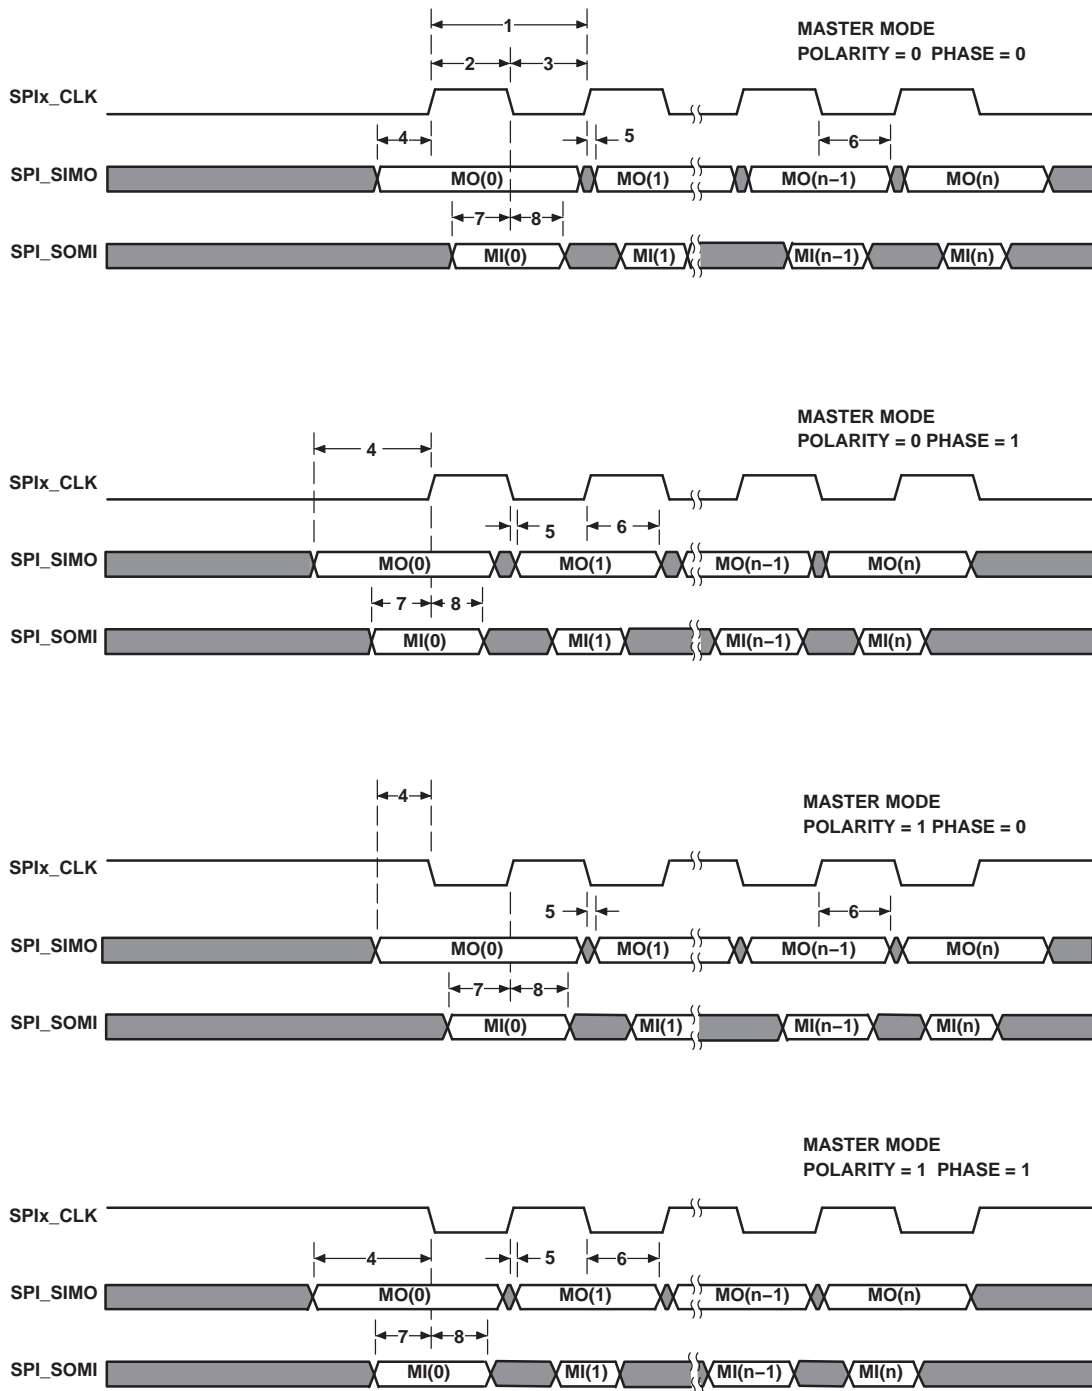 1
MASTER MODE
POLARITY = 0 PHASE = 0
2 3
SPIx_CLK
4 5 6
SPI_SIMO MO(0) MO(1) MO(n−1) MO(n)
7 8
SPI_SOMI MI(0) MI(1) MI(n−1) MI(n)
MASTER MODE
POLARITY = 0 PHASE = 1
4
SPIx_CLK
5 6
SPI_SIMO MO(0) MO(1) MO(n−1) MO(n)
7 8
SPI_SOMI MI(0) MI(1) MI(n−1) MI(n)
4
MASTER MODE
POLARITY = 1 PHASE = 0
SPIx_CLK
5 6
SPI_SIMO MO(0) MO(1) MO(n−1) MO(n)
7 8
SPI_SOMI MI(0) MI(1) MI(n−1) MI(n)
MASTER MODE
POLARITY = 1 PHASE = 1
SPIx_CLK
4 5 6
SPI_SIMO MO(0) MO(1) MO(n−1) MO(n)
7 8
SPI_SOMI MI(0) MI(1) MI(n−1) MI(n)